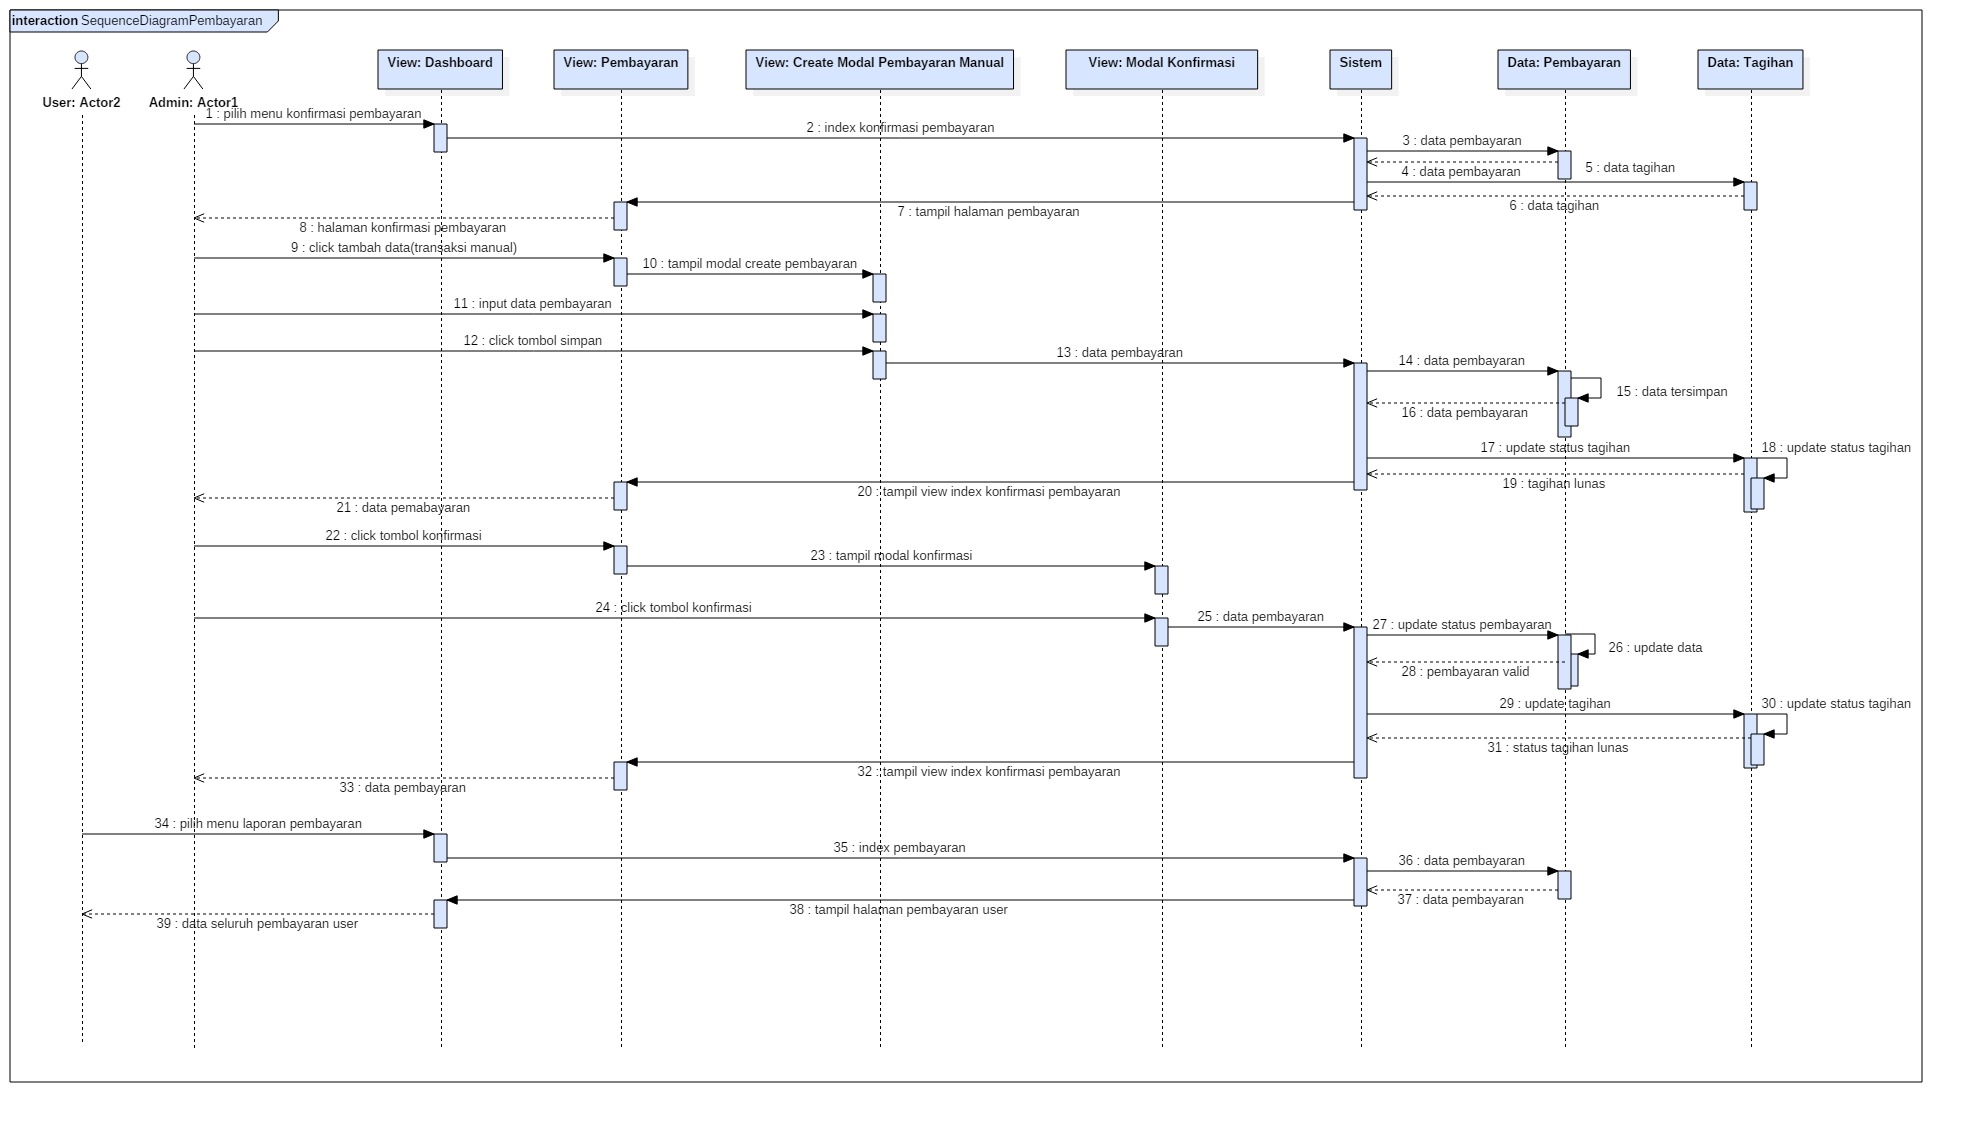 interaction SequenceDiagramPembayaran
User: Actor2
Admin: Actor1
View: Dashboard
View: Pembayaran
View: Create Modal Pembayaran Manual
View: Modal Konfirmasi
Sistem
Data: Pembayaran
Data: Tagihan
1 : pilih menu konfirmasi pembayaran
2 : index konfirmasi pembayaran
3 : data pembayaran
4 : data pembayaran
5 : data tagihan
6 : data tagihan
7 : tampil halaman pembayaran
8 : halaman konfirmasi pembayaran
9 : click tambah data(transaksi manual)
10 : tampil modal create pembayaran
11 : input data pembayaran
12 : click tombol simpan
13 : data pembayaran
14 : data pembayaran
15 : data tersimpan
16 : data pembayaran
17 : update status tagihan
18 : update status tagihan
19 : tagihan lunas
20 : tampil view index konfirmasi pembayaran
21 : data pemabayaran
22 : click tombol konfirmasi
23 : tampil modal konfirmasi
24 : click tombol konfirmasi
25 : data pembayaran
27 : update status pembayaran
26 : update data
28 : pembayaran valid
29 : update tagihan
30 : update status tagihan
31 : status tagihan lunas
32 : tampil view index konfirmasi pembayaran
33 : data pembayaran
34 : pilih menu laporan pembayaran
35 : index pembayaran
36 : data pembayaran
37 : data pembayaran
38 : tampil halaman pembayaran user
39 : data seluruh pembayaran user